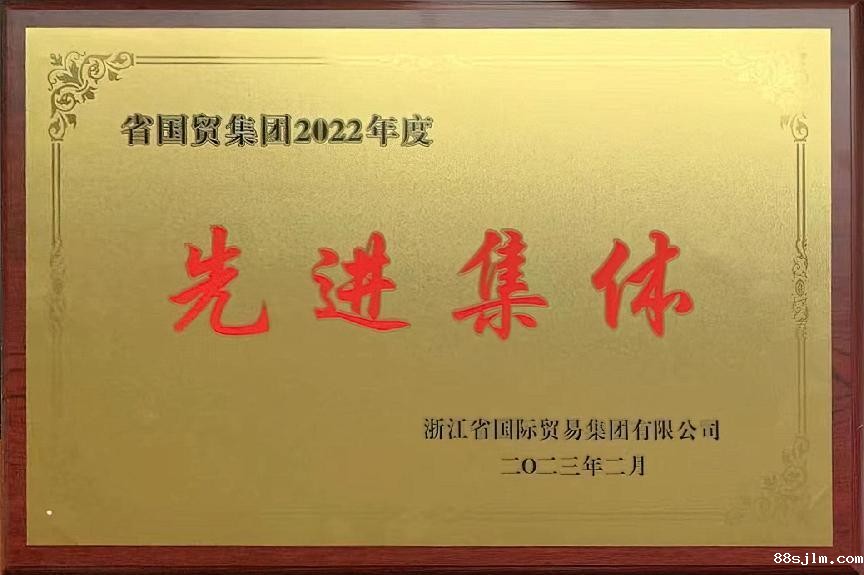 省国贸集团2022年度
先进集体
浙江省国际贸易集团有限公司
二〇二三年二月
88sjlm.com